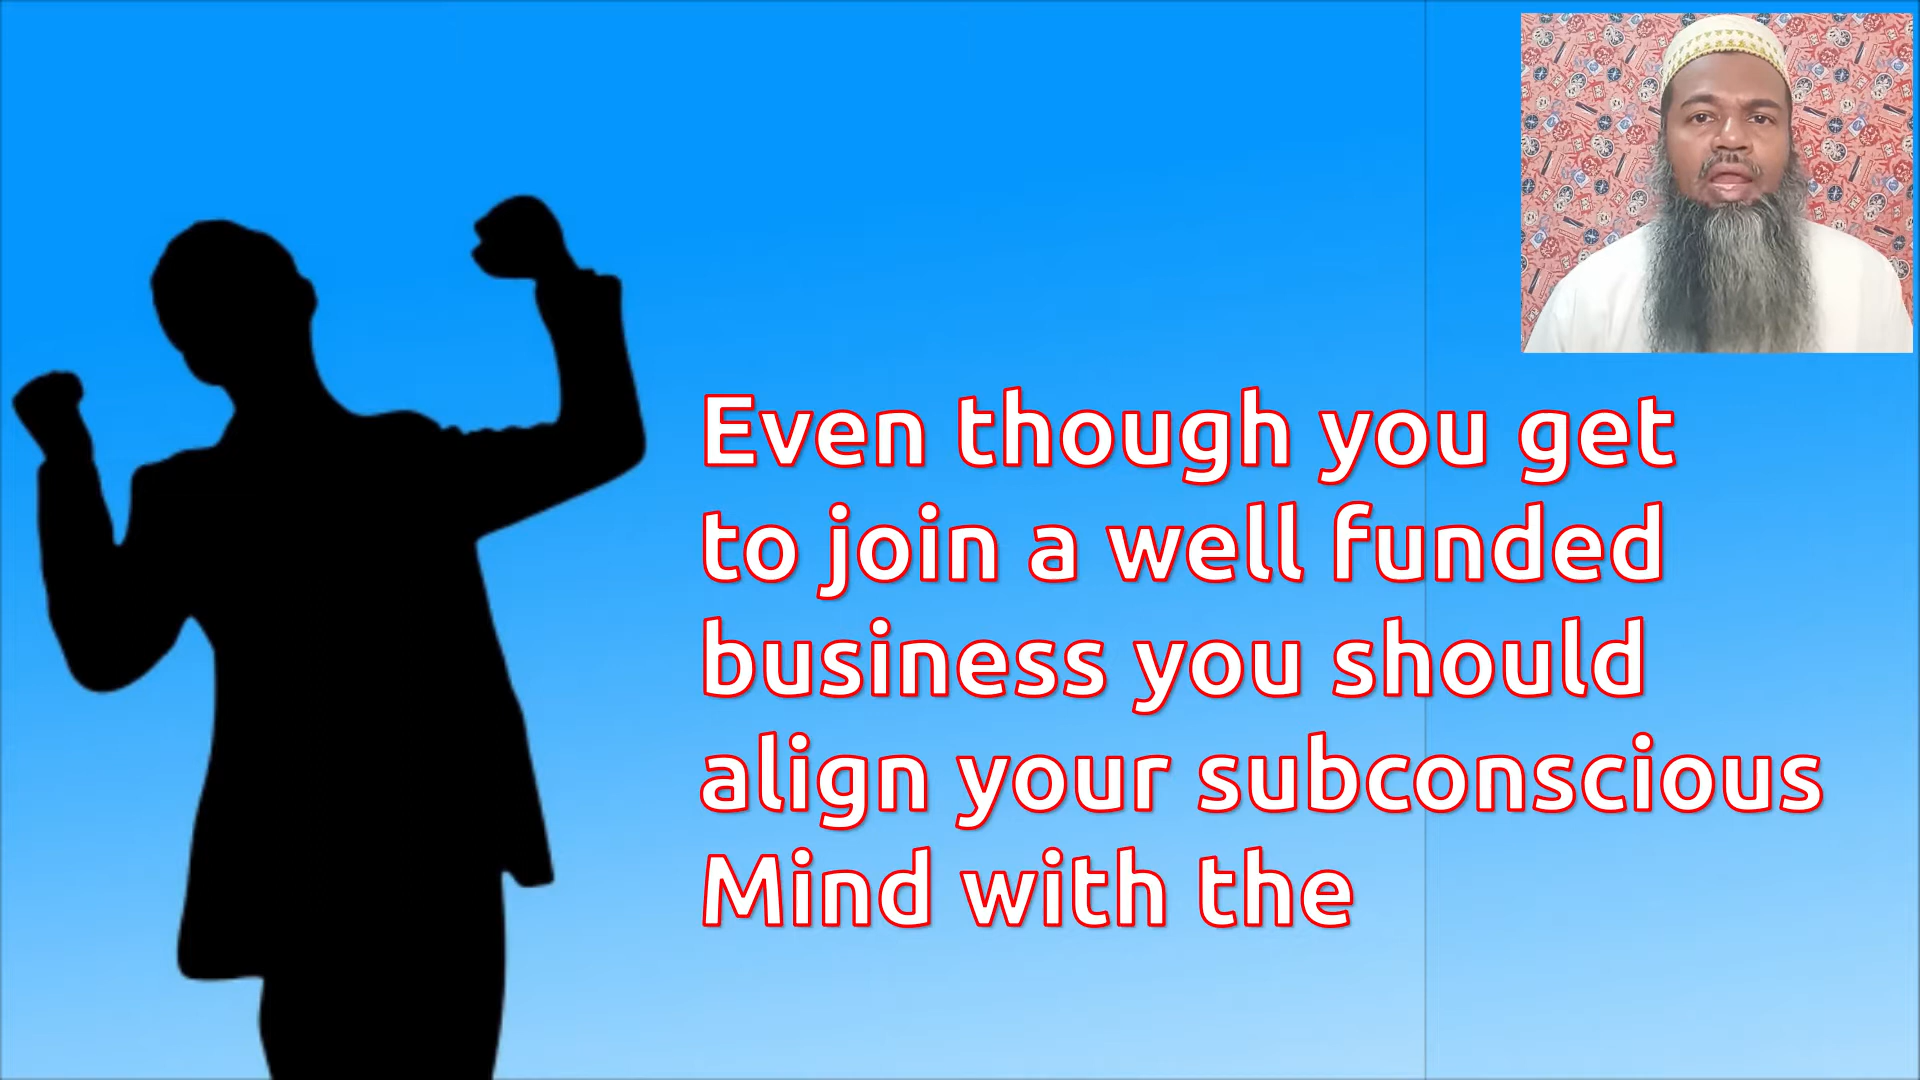 Even though you get
to join a well funded
business you should
align your subconscious
Mind with the